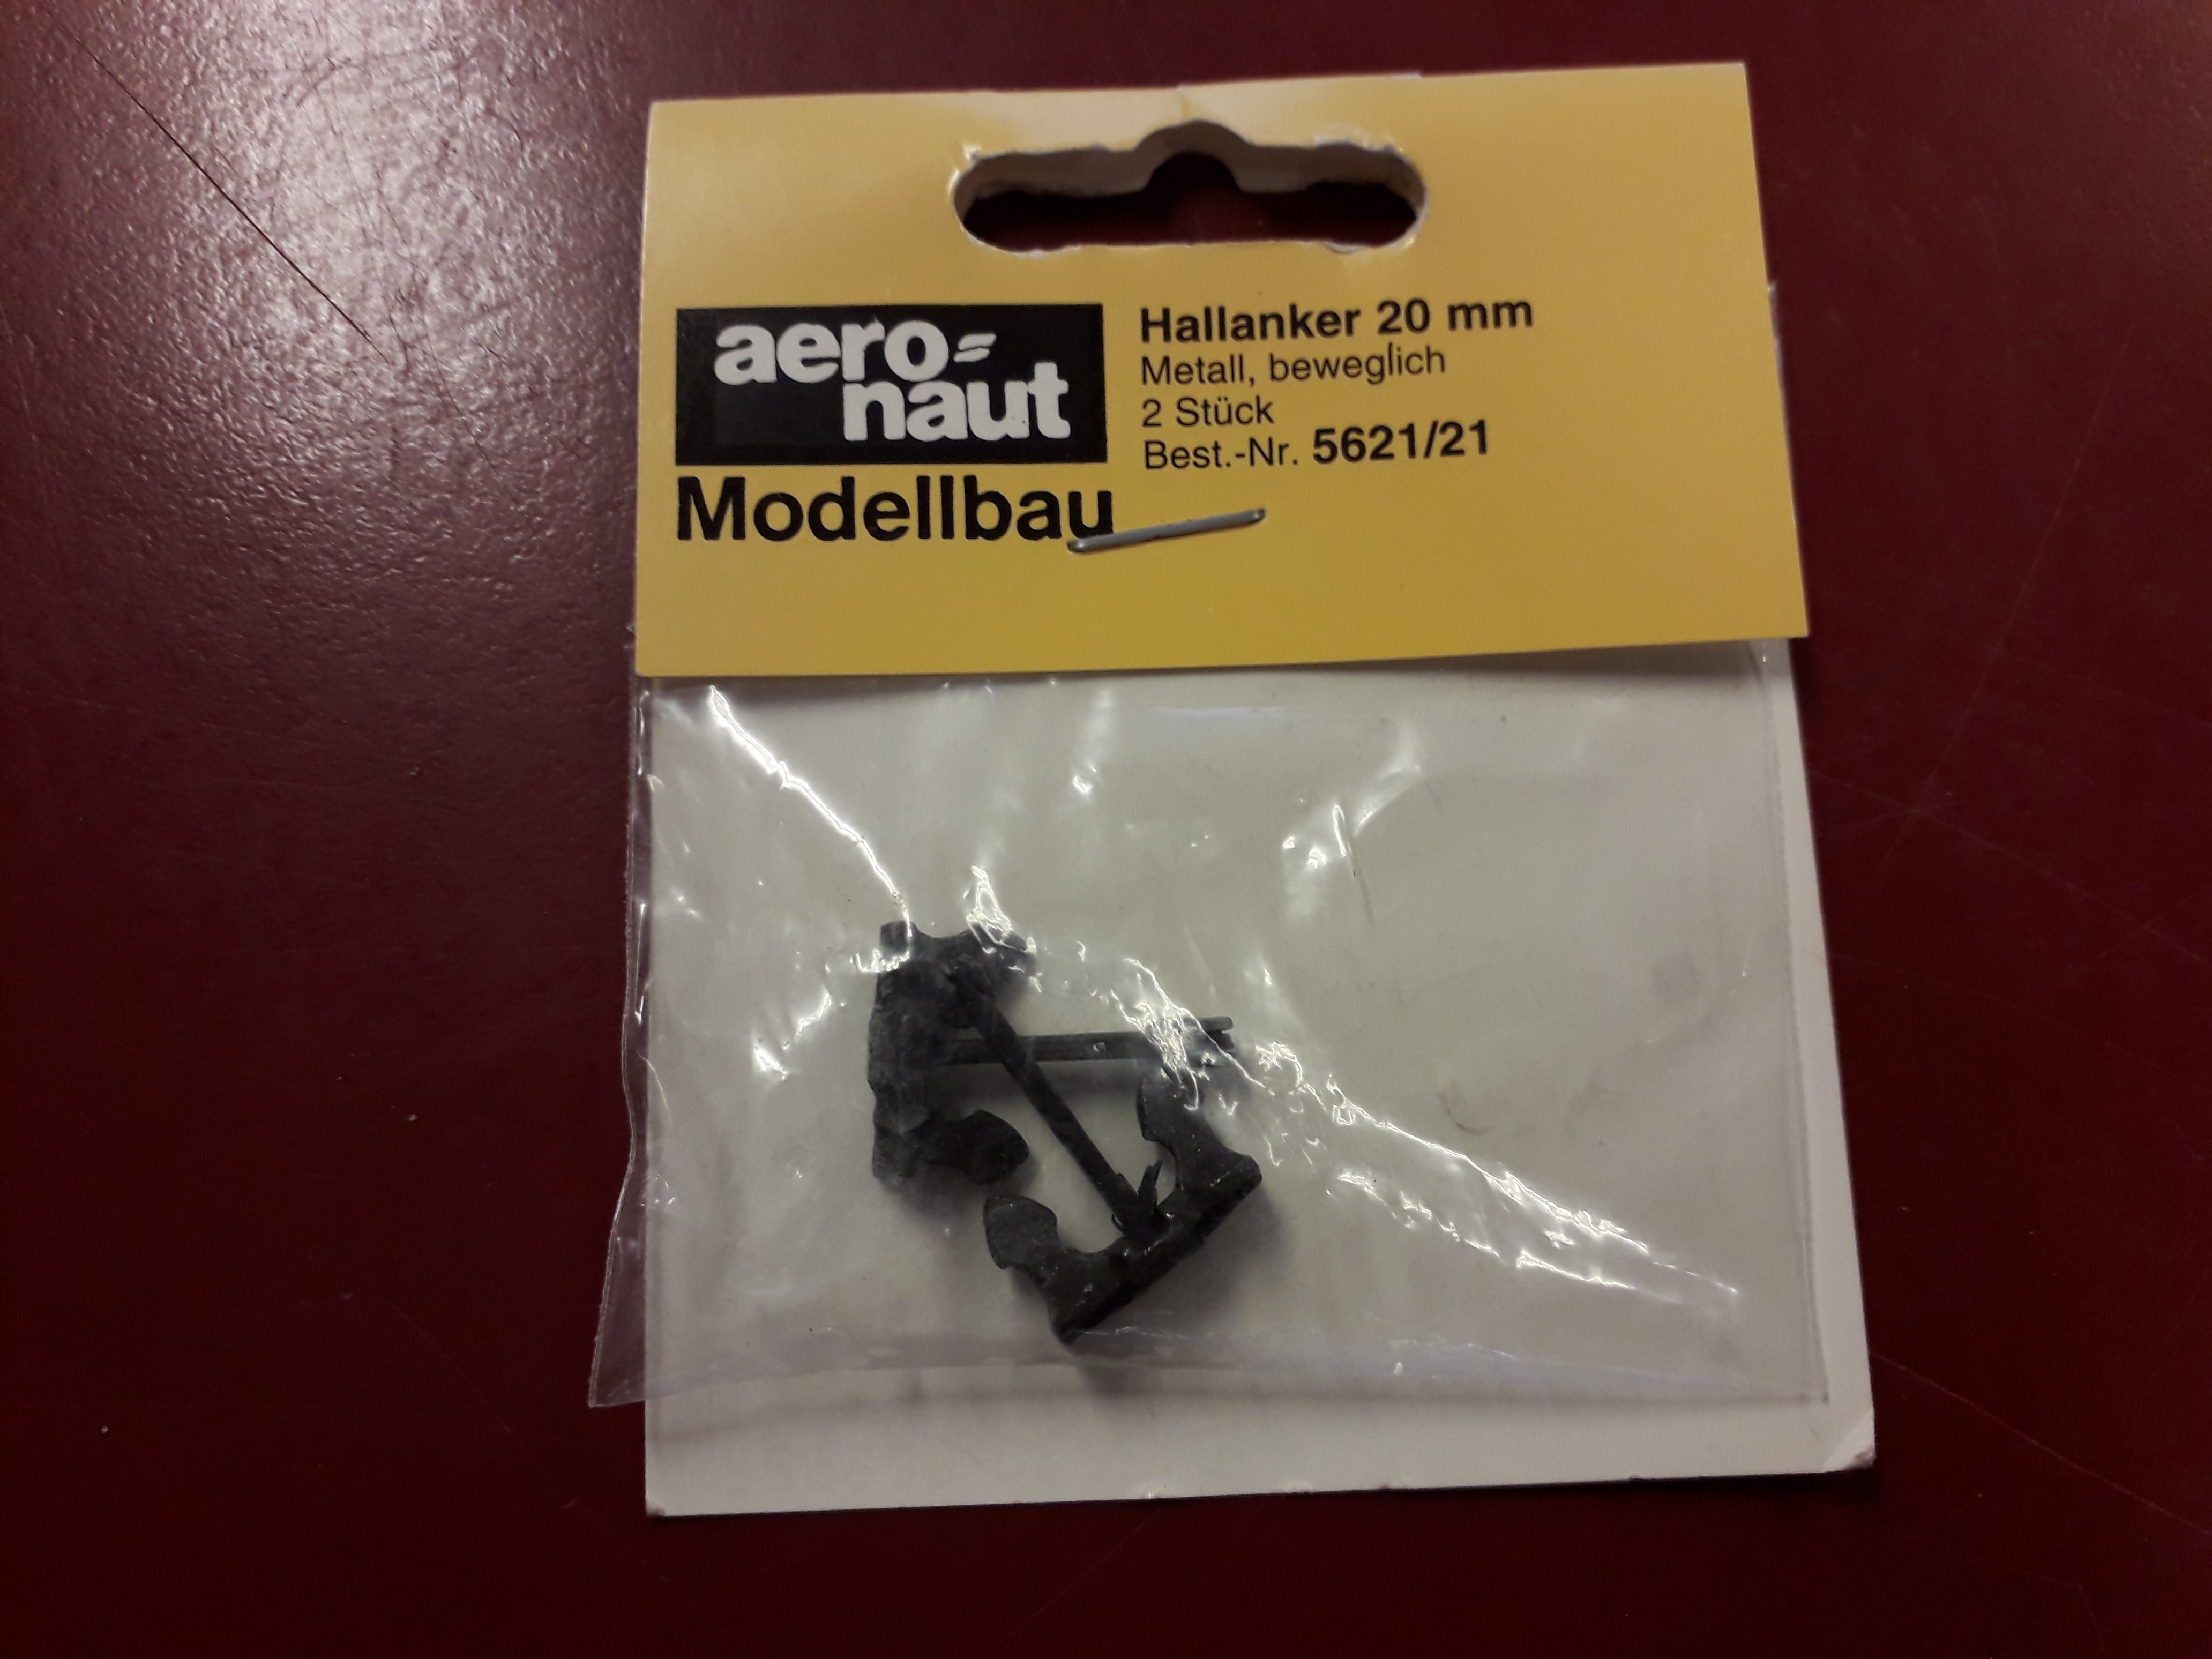 aero-
naut
Modellbau
Hallanker 20 mm
Metall, beweglich
2 Stück
Best.-Nr. 5621/21